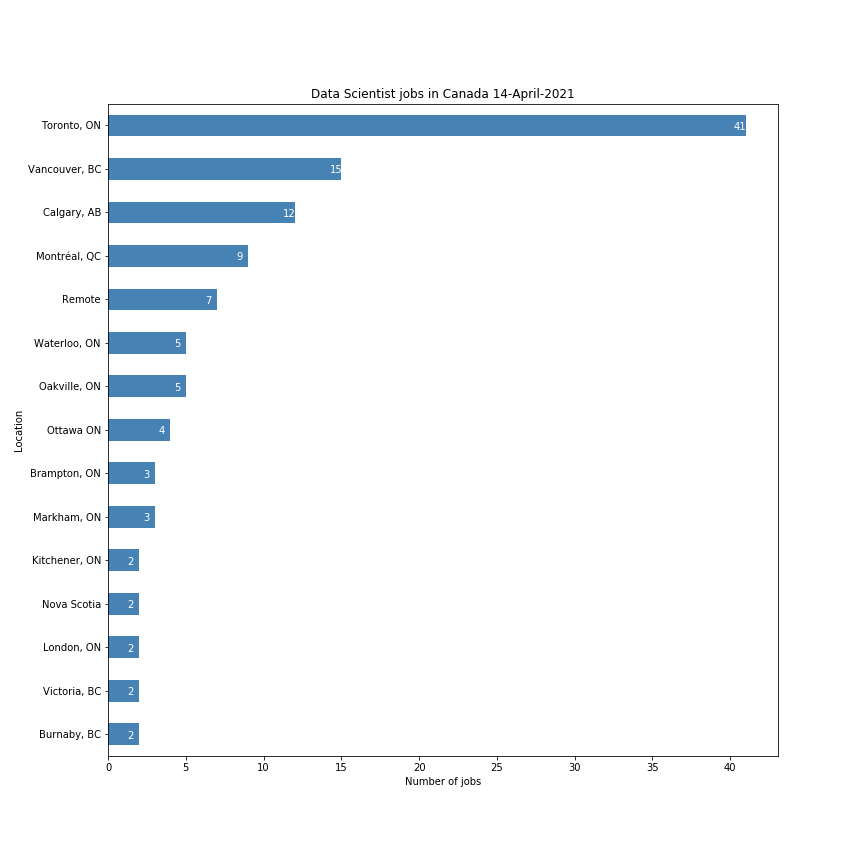 Data Scientist jobs in Canada 14-April-2021
Toronto, ON 41
Vancouver, BC 15
Calgary, AB 12
Montréal, QC 9
Remote 7
Waterloo, ON 5
Oakville, ON 5
Ottawa ON 4
Brampton, ON 3
Markham, ON 3
Kitchener, ON 2
Nova Scotia 2
London, ON 2
Victoria, BC 2
Burnaby, BC 2
Location
0 5 10 15 20 25 30 35 40
Number of jobs